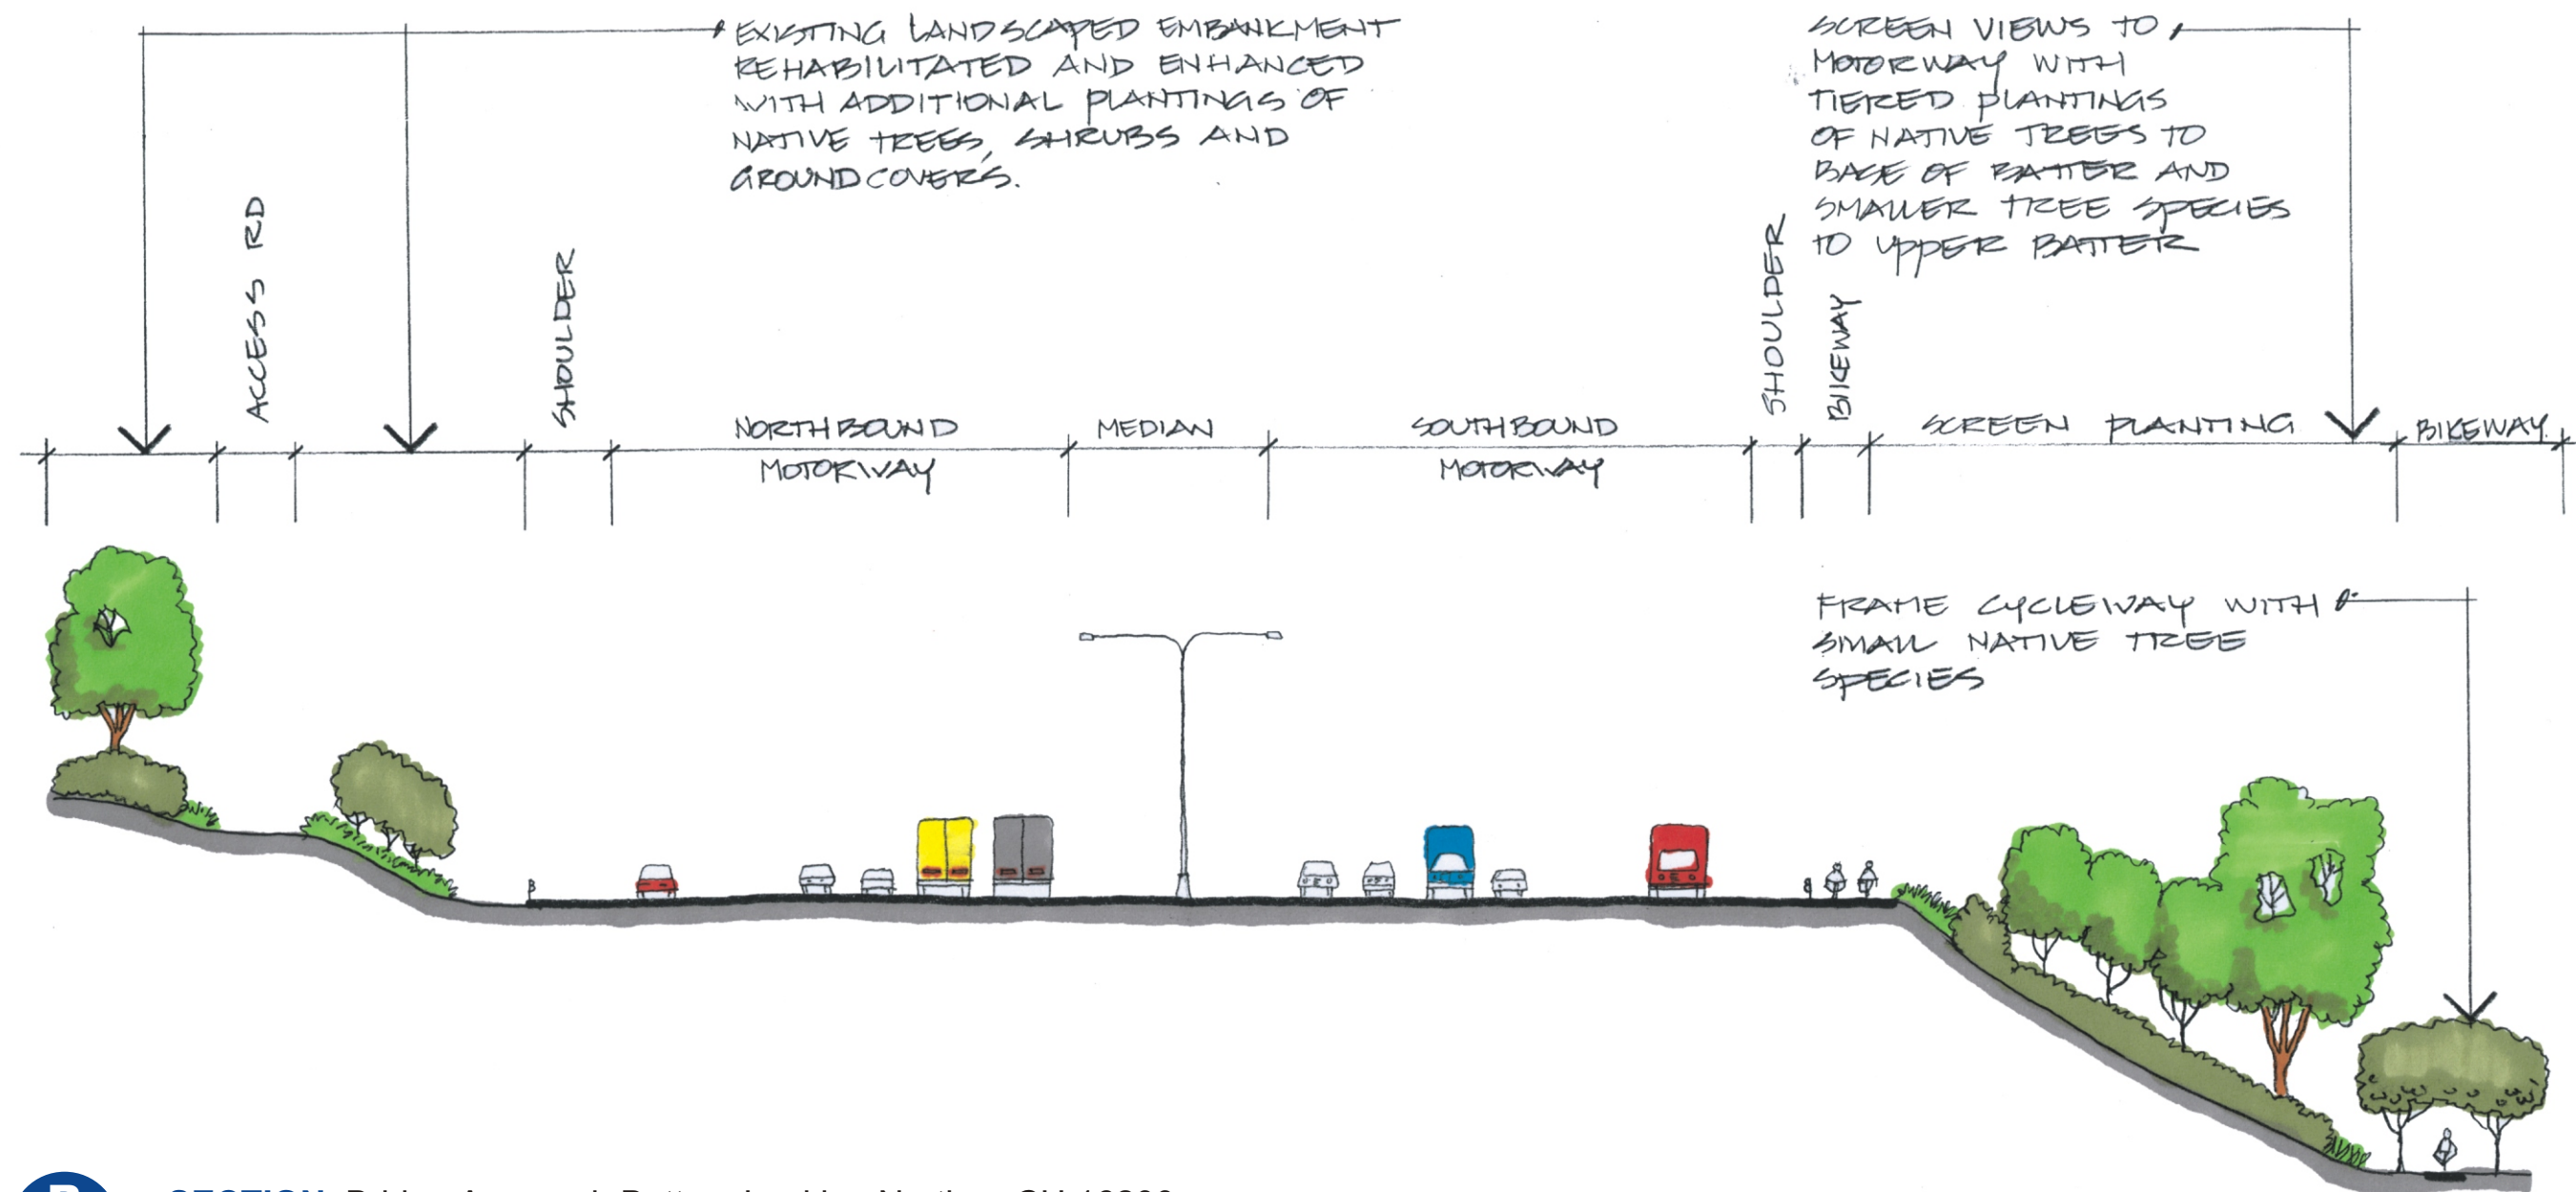 EXISTING LANDSCAPED EMBANKMENT
REHABILITATED AND ENHANCED
WITH ADDITIONAL PLANTINGS OF
NATIVE TREES, SHRUBS AND
GROUNDCOVERS.
SCREEN VIEWS TO
MOTORWAY WITH
TIERED PLANTINGS
OF NATIVE TREES TO
BASE OF BATTER AND
SMALLER TREE SPECIES
TO UPPER BATTER
ACCESS RD
SHOULDER
NORTHBOUND
MOTORWAY
MEDIAN
SOUTHBOUND
MOTORWAY
SHOULDER
BIKEWAY
SCREEN PLANTING
BIKEWAY
FRAME CYCLEWAY WITH
SMALL NATIVE TREE
SPECIES
SECTION